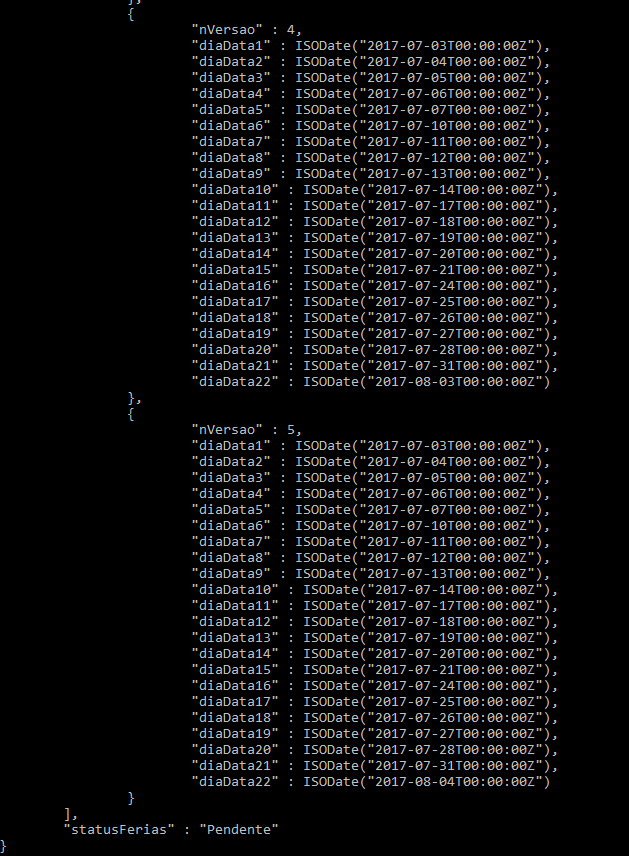 },
{
"nVersao" : 4,
"diaData1" : ISODate("2017-07-03T00:00:00Z"),
"diaData2" : ISODate("2017-07-04T00:00:00Z"),
"diaData3" : ISODate("2017-07-05T00:00:00Z"),
"diaData4" : ISODate("2017-07-06T00:00:00Z"),
"diaData5" : ISODate("2017-07-07T00:00:00Z"),
"diaData6" : ISODate("2017-07-10T00:00:00Z"),
"diaData7" : ISODate("2017-07-11T00:00:00Z"),
"diaData8" : ISODate("2017-07-12T00:00:00Z"),
"diaData9" : ISODate("2017-07-13T00:00:00Z"),
"diaData10" : ISODate("2017-07-14T00:00:00Z"),
"diaData11" : ISODate("2017-07-17T00:00:00Z"),
"diaData12" : ISODate("2017-07-18T00:00:00Z"),
"diaData13" : ISODate("2017-07-19T00:00:00Z"),
"diaData14" : ISODate("2017-07-20T00:00:00Z"),
"diaData15" : ISODate("2017-07-21T00:00:00Z"),
"diaData16" : ISODate("2017-07-24T00:00:00Z"),
"diaData17" : ISODate("2017-07-25T00:00:00Z"),
"diaData18" : ISODate("2017-07-26T00:00:00Z"),
"diaData19" : ISODate("2017-07-27T00:00:00Z"),
"diaData20" : ISODate("2017-07-28T00:00:00Z"),
"diaData21" : ISODate("2017-07-31T00:00:00Z"),
"diaData22" : ISODate("2017-08-03T00:00:00Z")
},
{
"nVersao" : 5,
"diaData1" : ISODate("2017-07-03T00:00:00Z"),
"diaData2" : ISODate("2017-07-04T00:00:00Z"),
"diaData3" : ISODate("2017-07-05T00:00:00Z"),
"diaData4" : ISODate("2017-07-06T00:00:00Z"),
"diaData5" : ISODate("2017-07-07T00:00:00Z"),
"diaData6" : ISODate("2017-07-10T00:00:00Z"),
"diaData7" : ISODate("2017-07-11T00:00:00Z"),
"diaData8" : ISODate("2017-07-12T00:00:00Z"),
"diaData9" : ISODate("2017-07-13T00:00:00Z"),
"diaData10" : ISODate("2017-07-14T00:00:00Z"),
"diaData11" : ISODate("2017-07-17T00:00:00Z"),
"diaData12" : ISODate("2017-07-18T00:00:00Z"),
"diaData13" : ISODate("2017-07-19T00:00:00Z"),
"diaData14" : ISODate("2017-07-20T00:00:00Z"),
"diaData15" : ISODate("2017-07-21T00:00:00Z"),
"diaData16" : ISODate("2017-07-24T00:00:00Z"),
"diaData17" : ISODate("2017-07-25T00:00:00Z"),
"diaData18" : ISODate("2017-07-26T00:00:00Z"),
"diaData19" : ISODate("2017-07-27T00:00:00Z"),
"diaData20" : ISODate("2017-07-28T00:00:00Z"),
"diaData21" : ISODate("2017-07-31T00:00:00Z"),
"diaData22" : ISODate("2017-08-04T00:00:00Z")
}
],
"statusFerias" : "Pendente"
}